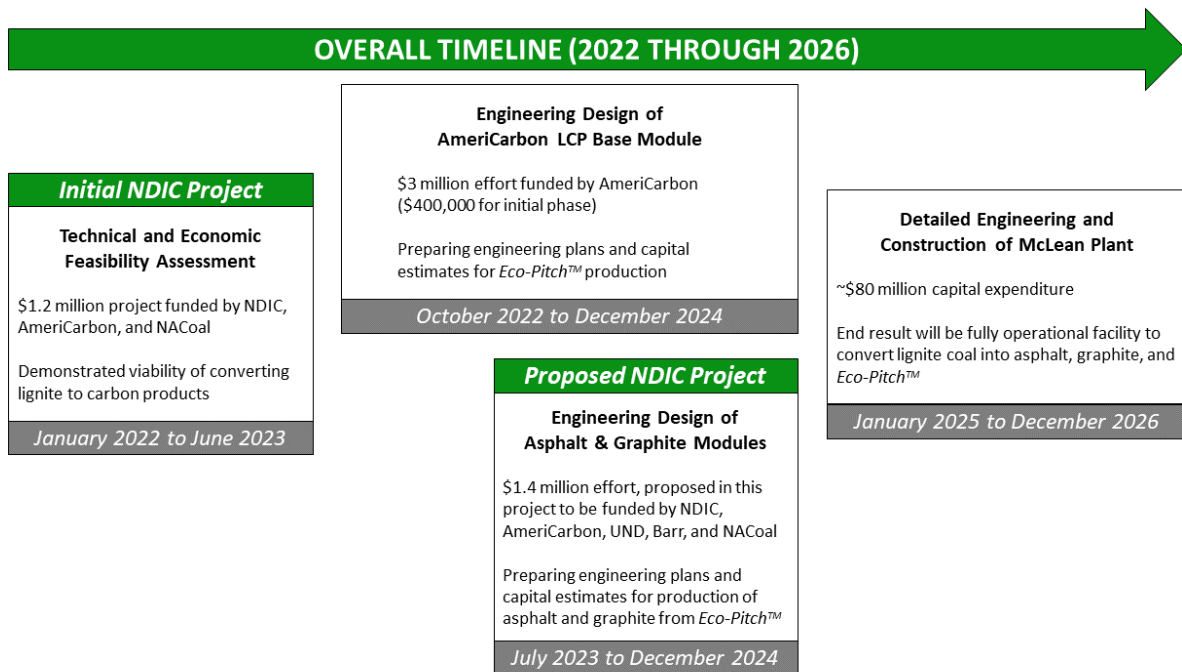 OVERALL TIMELINE (2022 THROUGH 2026)
Initial NDIC Project
Technical and Economic
Feasibility Assessment
$1.2 million project funded by NDIC,
AmeriCarbon, and NACoal
Demonstrated viability of converting
lignite to carbon products
January 2022 to June 2023
Engineering Design of
AmeriCarbon LCP Base Module
$3 million effort funded by AmeriCarbon
($400,000 for initial phase)
Preparing engineering plans and capital
estimates for Eco-Pitch™ production
October 2022 to December 2024
Proposed NDIC Project
Engineering Design of
Asphalt & Graphite Modules
$1.4 million effort, proposed in this
project to be funded by NDIC,
AmeriCarbon, UND, Barr, and NACoal
Preparing engineering plans and
capital estimates for production of
asphalt and graphite from Eco-Pitch™
July 2023 to December 2024
Detailed Engineering and
Construction of McLean Plant
~$80 million capital expenditure
End result will be fully operational facility to
convert lignite coal into asphalt, graphite, and
Eco-Pitch™
January 2025 to December 2026